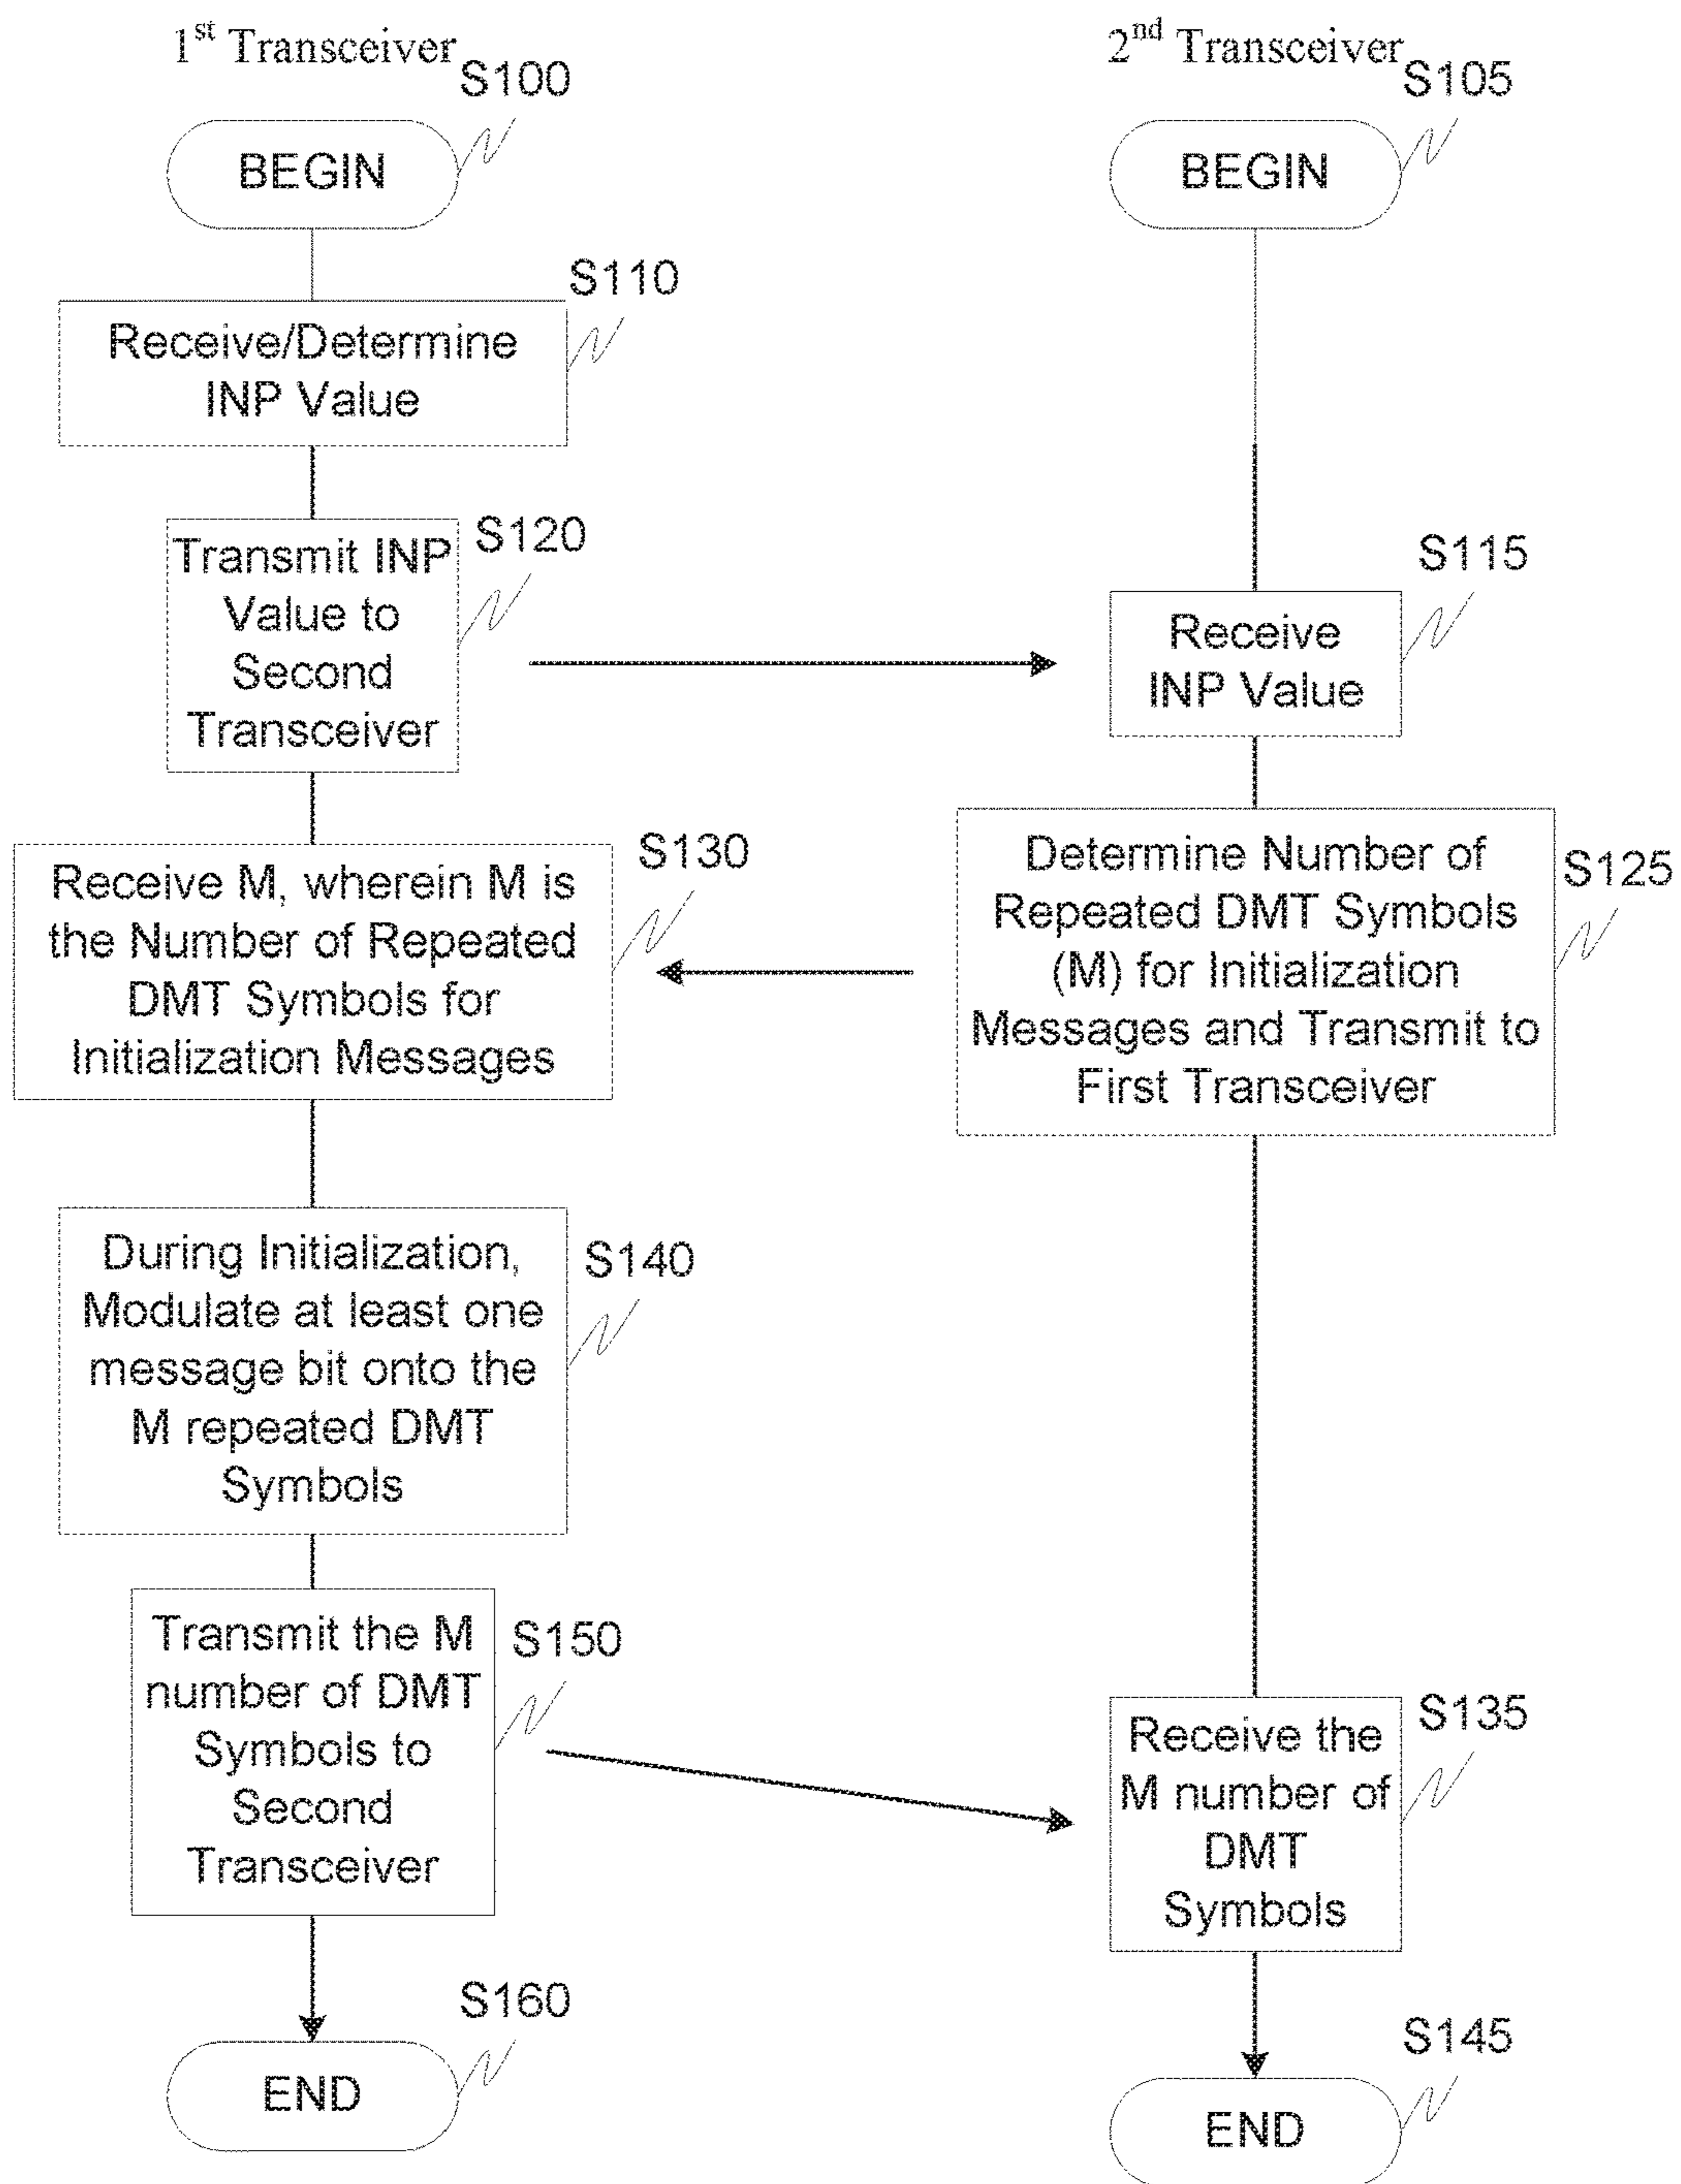 1st Transceiver
S100
BEGIN
S110
Receive/Determine
INP Value
S120
Transmit INP
Value to
Second
Transceiver
S130
Receive M, wherein M is
the Number of Repeated
DMT Symbols for
Initialization Messages
S140
During Initialization,
Modulate at least one
message bit onto the
M repeated DMT
Symbols
S150
Transmit the M
number of DMT
Symbols to
Second
Transceiver
S160
END
2nd Transceiver
S105
BEGIN
S115
Receive
INP Value
S125
Determine Number of
Repeated DMT Symbols
(M) for Initialization
Messages and Transmit to
First Transceiver
S135
Receive the
M number of
DMT
Symbols
S145
END